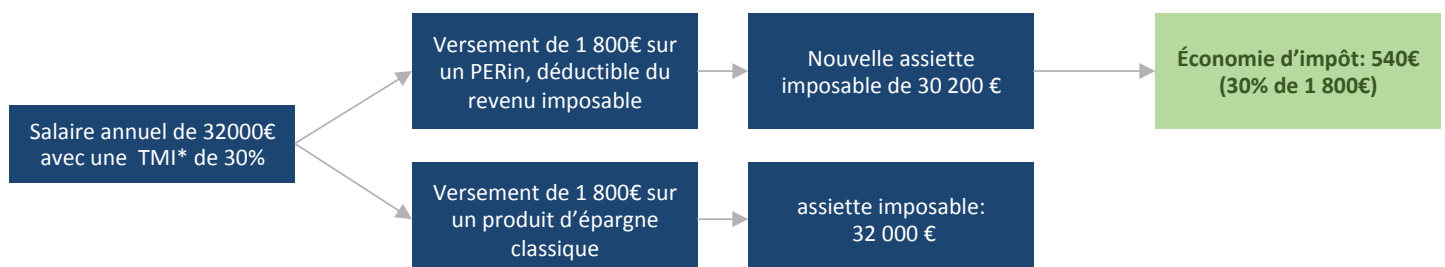 Salaire annuel de 32000€
avec une TMI* de 30%
Versement de 1 800€ sur
un PERin, déductible du
revenu imposable
Nouvelle assiette
imposable de 30 200 €
Économie d’impôt: 540€
(30% de 1 800€)
Versement de 1 800€ sur
un produit d’épargne
classique
assiette imposable:
32 000 €